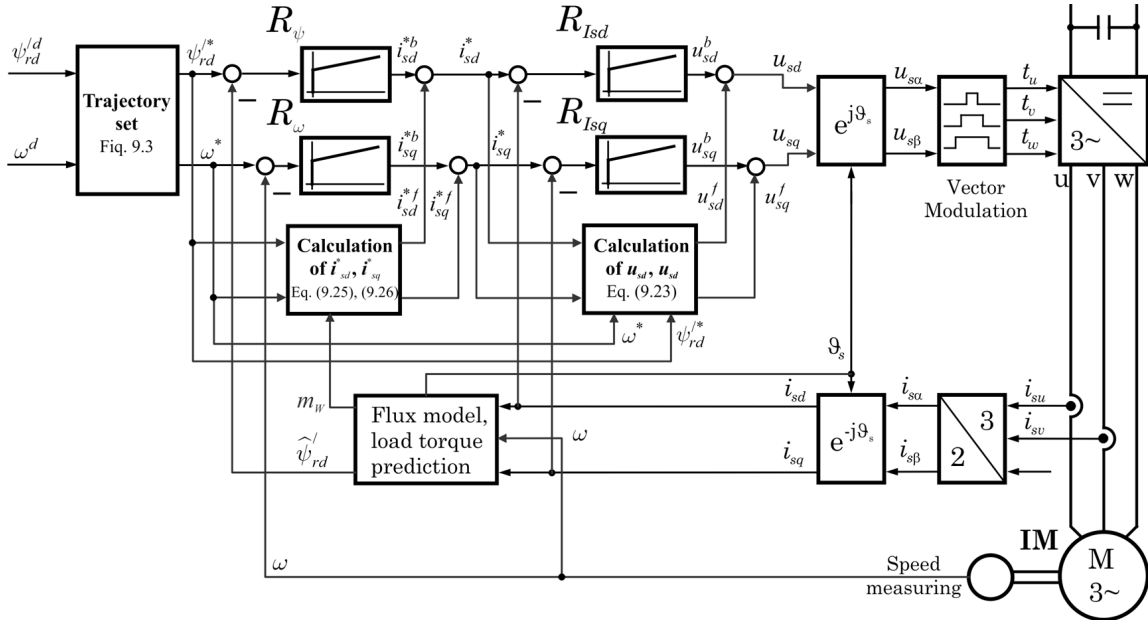 ψ_rd^/d
ω^d
Trajectory
set
Fiq. 9.3
ψ_rd^/*
ω*
R_ψ
R_ω
−
−
i_sd^*b
i_sd^*
i_sq^*b
i_sq^*
i_sd^*f
i_sq^*f
Calculation
of i*_sd, i*_sq
Eq. (9.25), (9.26)
R_Isd
R_Isq
−
−
u_sd^b
u_sd
u_sq^b
u_sq
u_sd^f
u_sq^f
Calculation
of u_sd, u_sd
Eq. (9.23)
ω*
ψ_rd^/*
e^jϑ_s
u_sα
u_sβ
Vector
Modulation
t_u
t_v
t_w
3~
u v w
ϑ_s
m_W
ψ̂_rd^/
Flux model,
load torque
prediction
ω
i_sd
i_sq
e^-jϑ_s
i_sα
i_sβ
3
2
i_su
i_sv
ω
Speed
measuring
IM
M
3~